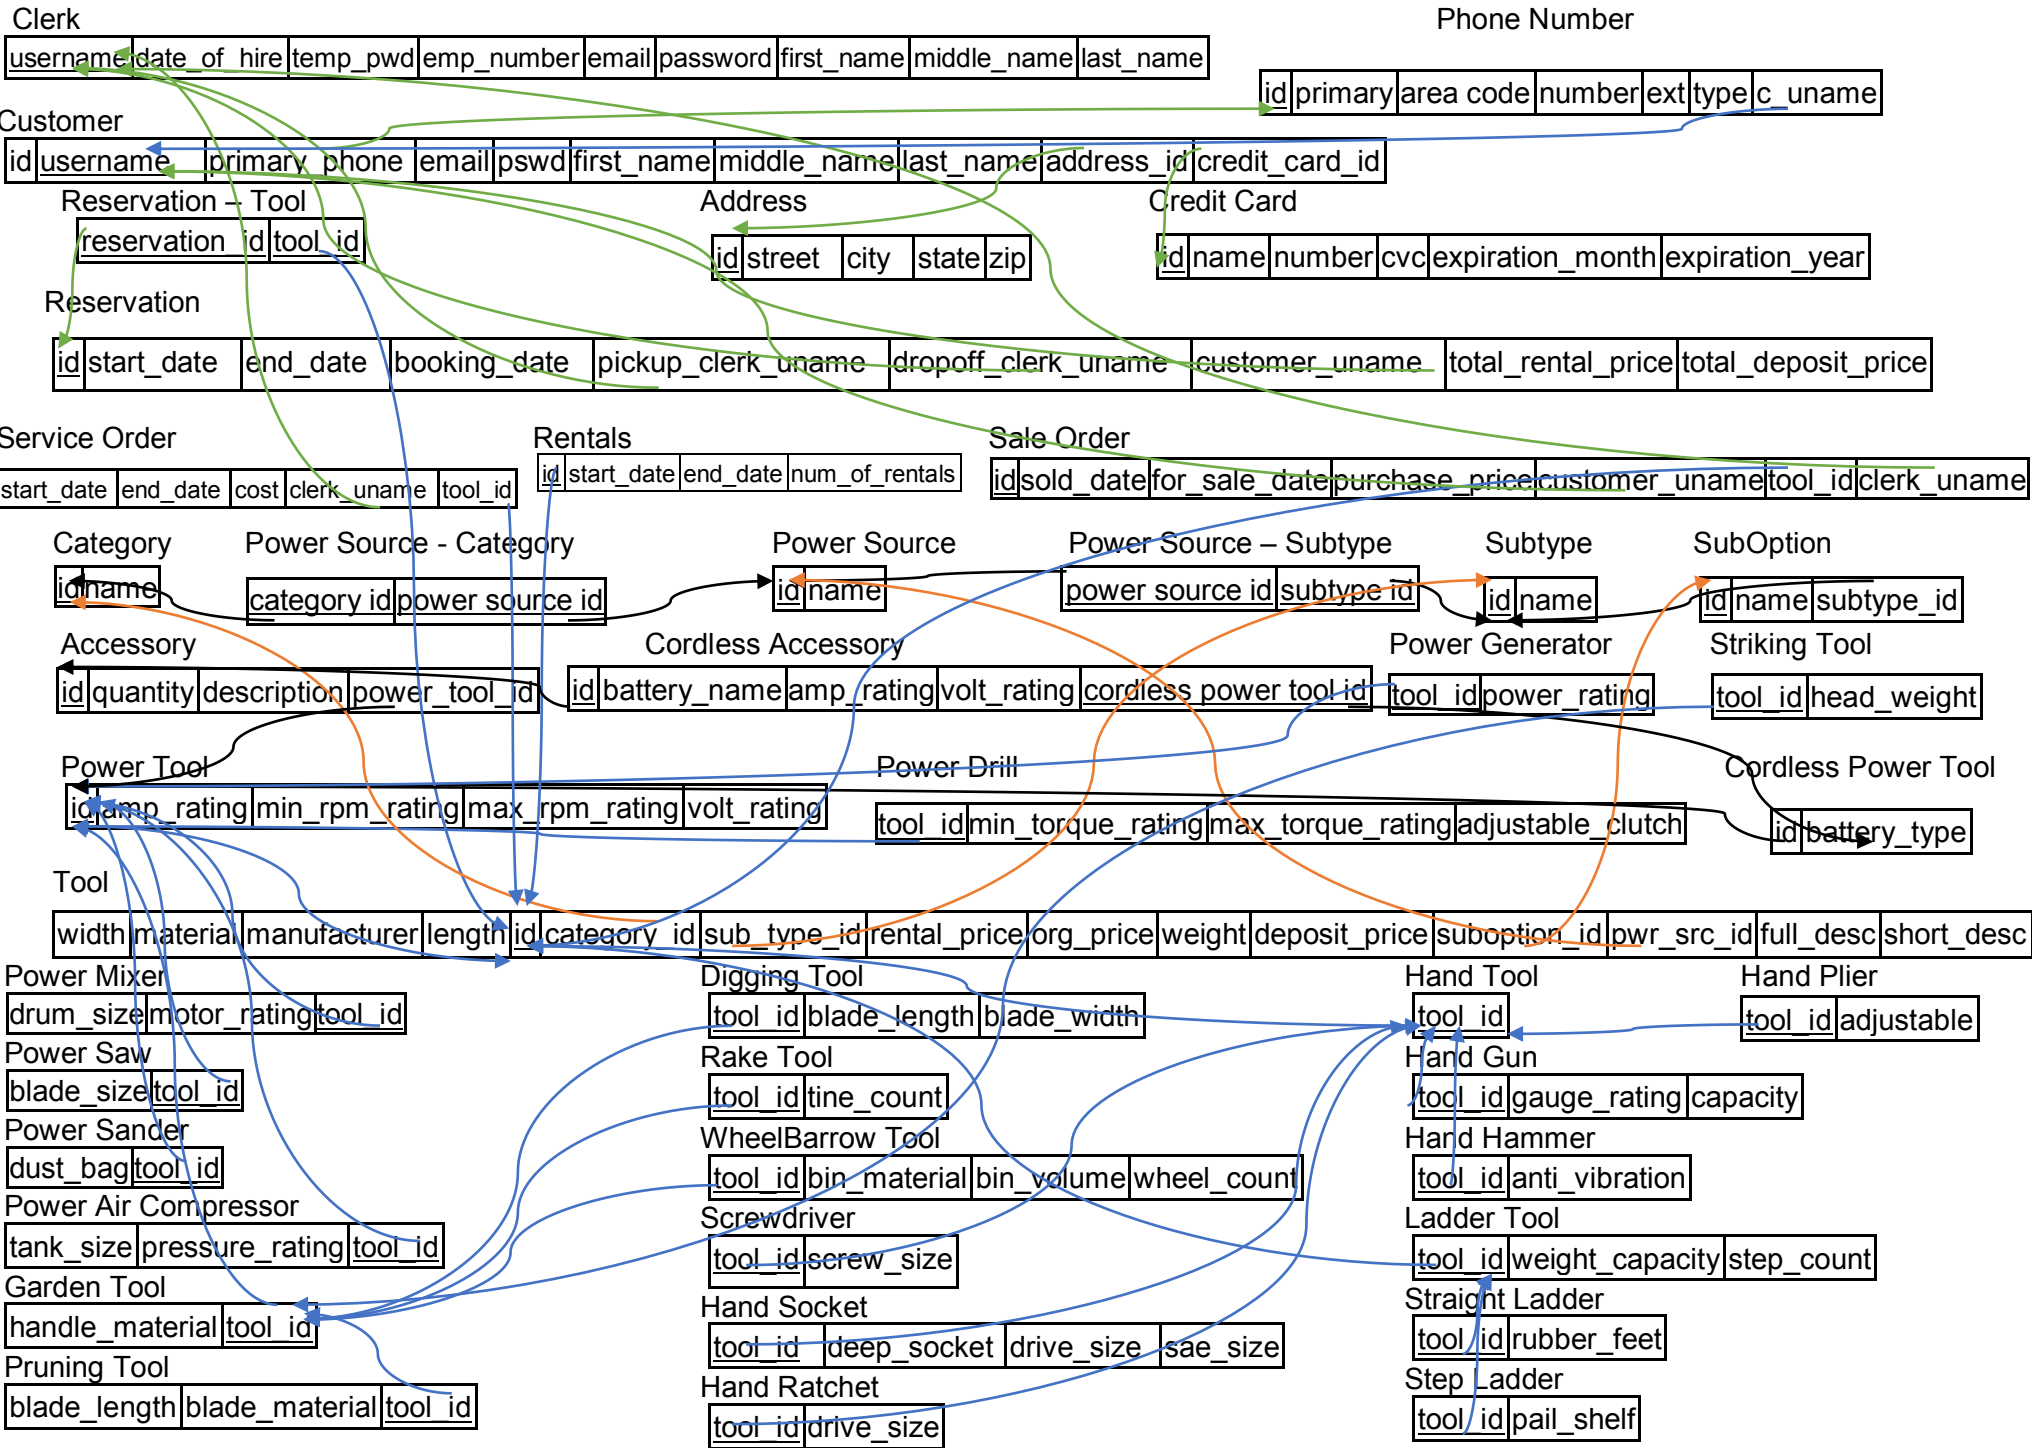 Clerk
Phone Number
username date_of_hire temp_pwd emp_number email password first_name middle_name last_name
id primary area code number ext type c_uname
Customer
id username primary_phone email pswd first_name middle_name last_name address_id credit_card_id
Reservation – Tool
Address
Credit Card
reservation_id tool_id
id street city state zip
id name number cvc expiration_month expiration_year
Reservation
id start_date end_date booking_date pickup_clerk_uname dropoff_clerk_uname customer_uname total_rental_price total_deposit_price
Service Order
Rentals
Sale Order
start_date end_date cost clerk_uname tool_id
id start_date end_date num_of_rentals
id sold_date for_sale_date purchase_price customer_uname tool_id clerk_uname
Category
Power Source - Category
Power Source
Power Source – Subtype
Subtype
SubOption
id name
category id power source id
id name
power source id subtype id
id name
id name subtype_id
Accessory
Cordless Accessory
Power Generator
Striking Tool
id quantity description power_tool_id
id battery_name amp_rating volt_rating cordless power tool id
tool_id power_rating
tool_id head_weight
Power Tool
Power Drill
Cordless Power Tool
id amp_rating min_rpm_rating max_rpm_rating volt_rating
tool_id min_torque_rating max_torque_rating adjustable_clutch
id battery_type
Tool
width material manufacturer length id category_id sub_type_id rental_price org_price weight deposit_price suboption_id pwr_src_id full_desc short_desc
Power Mixer
Digging Tool
Hand Tool
Hand Plier
drum_size motor_rating tool_id
tool_id blade_length blade_width
tool_id
tool_id adjustable
Power Saw
Rake Tool
Hand Gun
blade_size tool_id
tool_id tine_count
tool_id gauge_rating capacity
Power Sander
WheelBarrow Tool
Hand Hammer
dust_bag tool_id
tool_id bin_material bin_volume wheel_count
tool_id anti_vibration
Power Air Compressor
Screwdriver
Ladder Tool
tank_size pressure_rating tool_id
tool_id screw_size
tool_id weight_capacity step_count
Garden Tool
Hand Socket
Straight Ladder
handle_material tool_id
tool_id deep_socket drive_size sae_size
tool_id rubber_feet
Pruning Tool
Hand Ratchet
Step Ladder
blade_length blade_material tool_id
tool_id drive_size
tool_id pail_shelf